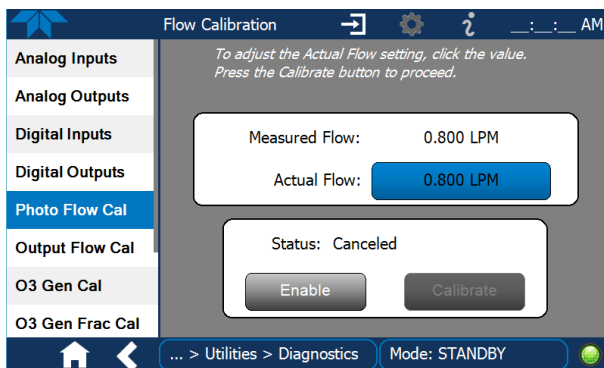 Flow Calibration
__:__:__ AM
Analog Inputs
Analog Outputs
Digital Inputs
Digital Outputs
Photo Flow Cal
Output Flow Cal
O3 Gen Cal
O3 Gen Frac Cal
To adjust the Actual Flow setting, click the value.
Press the Calibrate button to proceed.
Measured Flow: 0.800 LPM
Actual Flow: 0.800 LPM
Status: Canceled
Enable
Calibrate
... > Utilities > Diagnostics
Mode: STANDBY